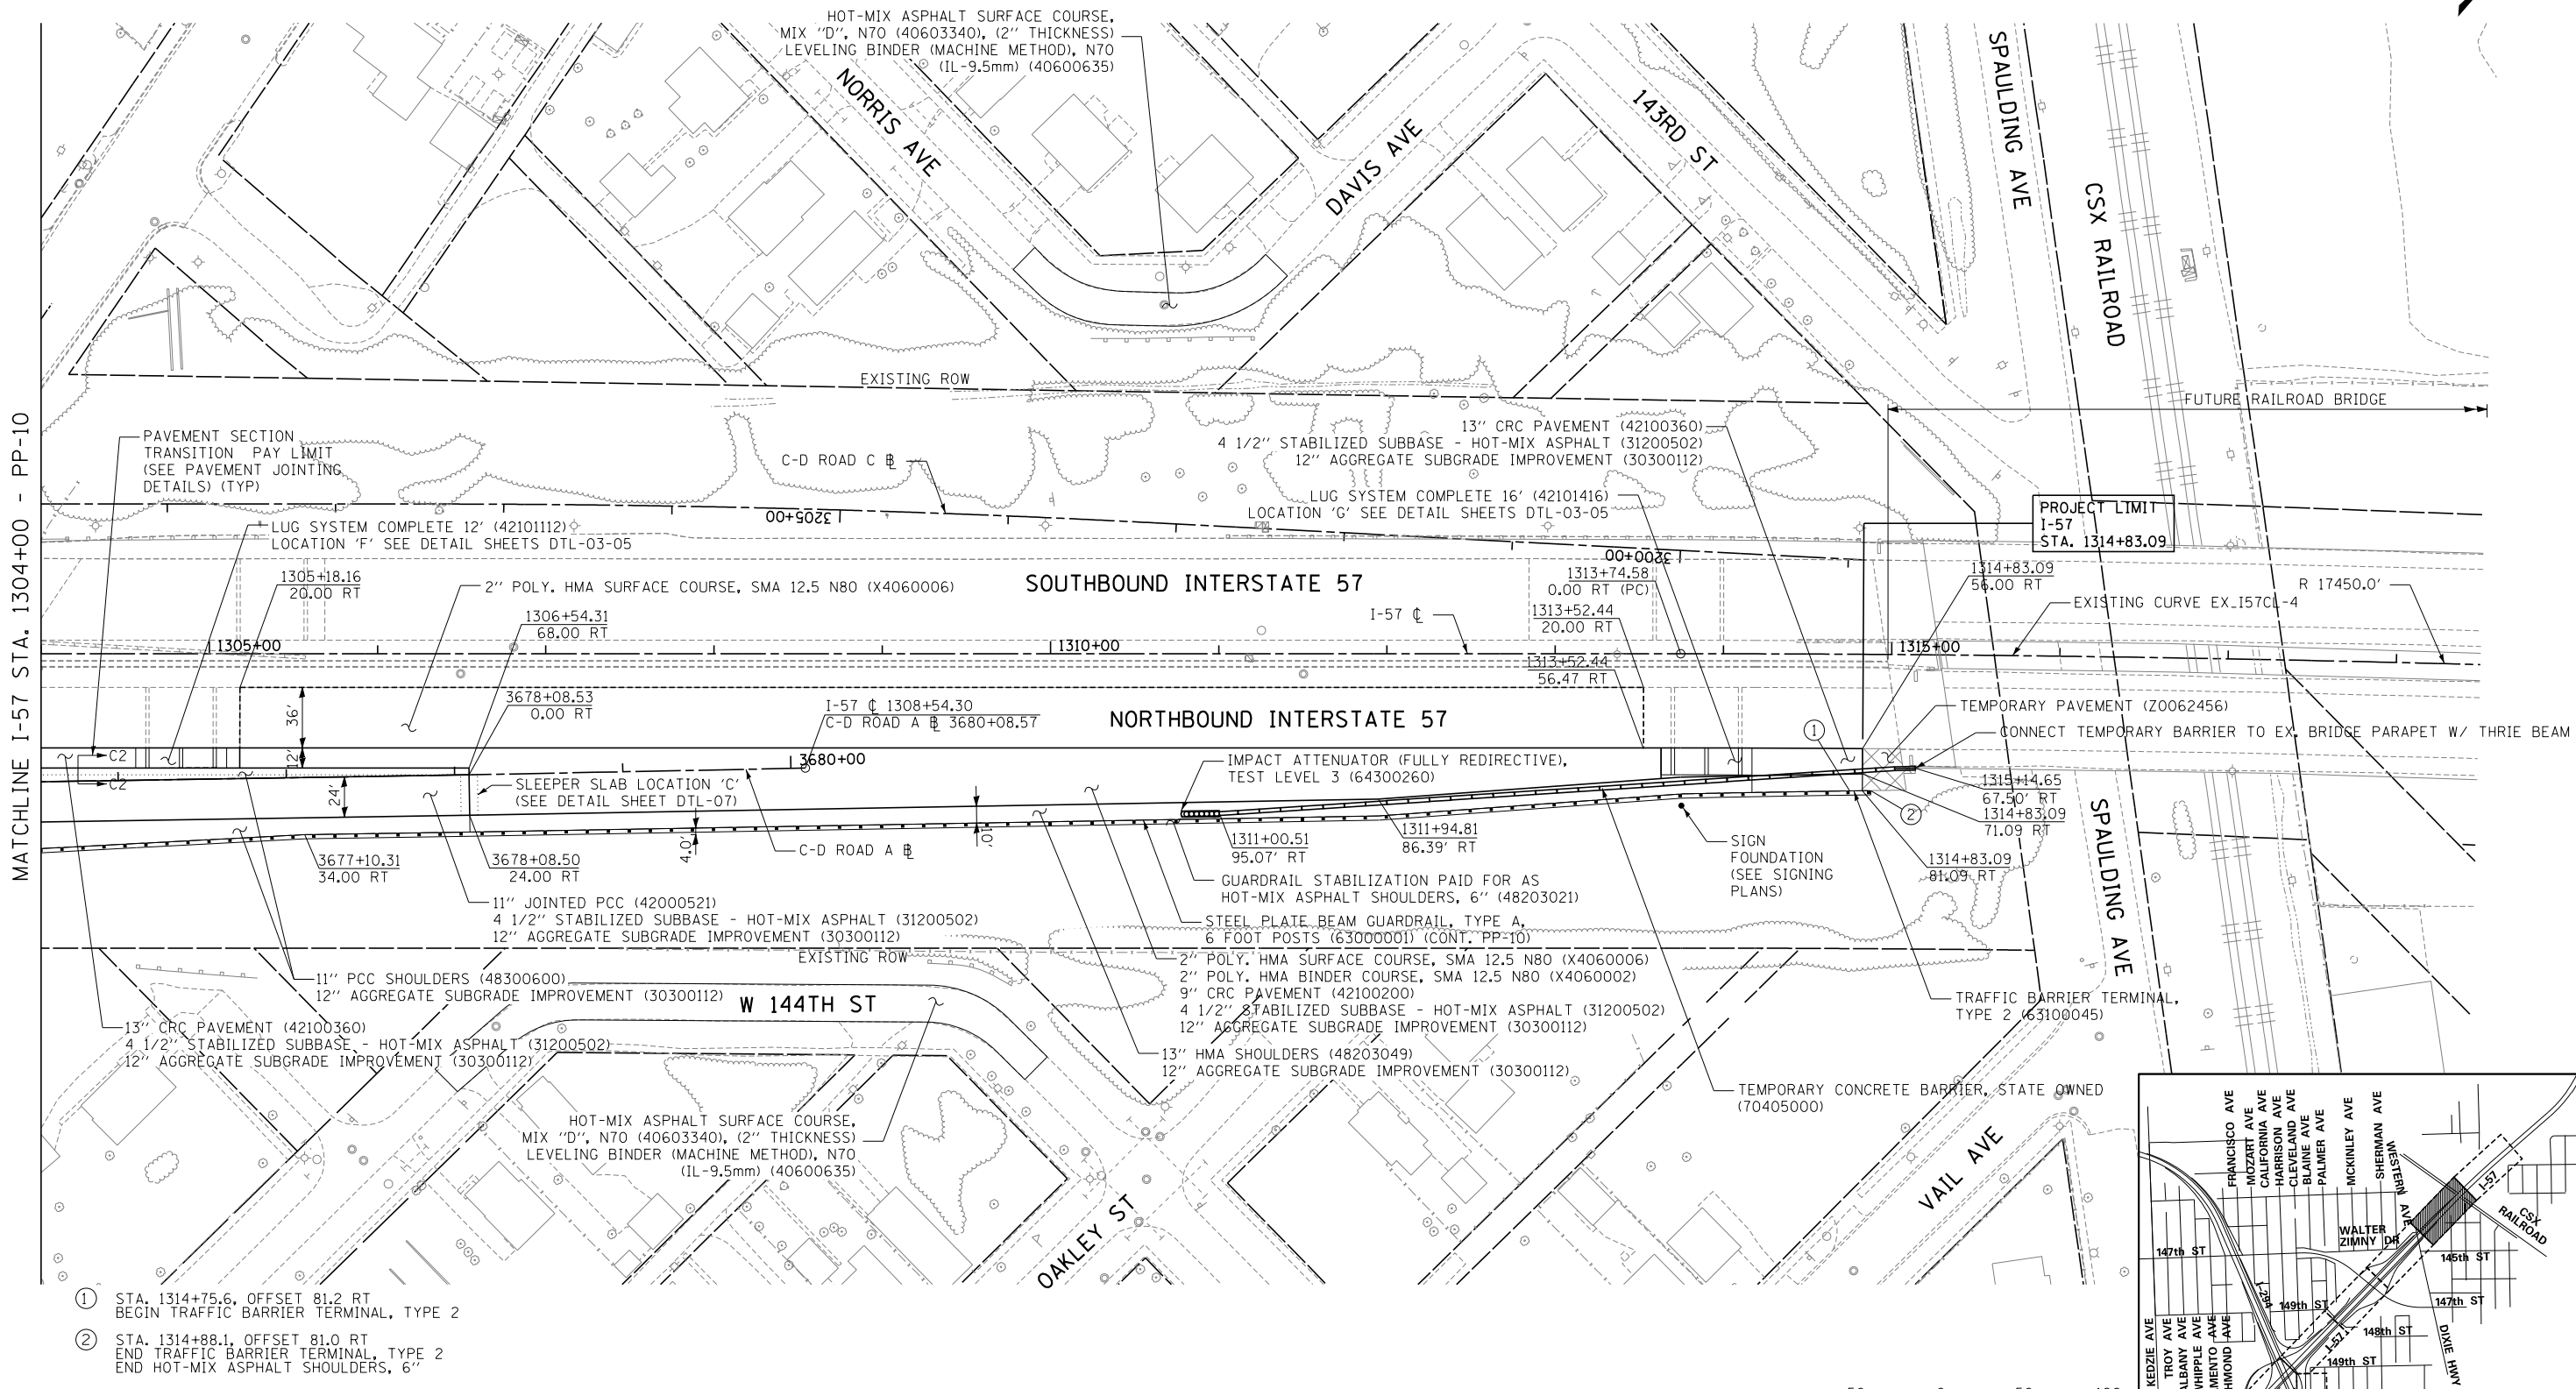 HOT-MIX ASPHALT SURFACE COURSE,
MIX "D", N70 (40603340), (2" THICKNESS)
LEVELING BINDER (MACHINE METHOD), N70
(IL-9.5mm) (40600635)
NORRIS AVE
DAVIS AVE
143RD ST
SPAULDING AVE
CSX RAILROAD
EXISTING ROW
FUTURE RAILROAD BRIDGE
MATCHLINE I-57 STA. 1304+00 - PP-10
PAVEMENT SECTION
TRANSITION PAY LIMIT
(SEE PAVEMENT JOINTING
DETAILS) (TYP)
C-D ROAD C ℄
13" CRC PAVEMENT (42100360)
4 1/2" STABILIZED SUBBASE - HOT-MIX ASPHALT (31200502)
12" AGGREGATE SUBGRADE IMPROVEMENT (30300112)
LUG SYSTEM COMPLETE 16' (42101416)
LOCATION 'G' SEE DETAIL SHEETS DTL-03-05
LUG SYSTEM COMPLETE 12' (42101112)
LOCATION 'F' SEE DETAIL SHEETS DTL-03-05
3205+00
3200+00
PROJECT LIMIT
I-57
STA. 1314+83.09
1305+18.16
20.00 RT
2" POLY. HMA SURFACE COURSE, SMA 12.5 N80 (X4060006)
SOUTHBOUND INTERSTATE 57
1313+74.58
0.00 RT (PC)
1314+83.09
56.00 RT
R 17450.0'
EXISTING CURVE EX_I57CL-4
1306+54.31
68.00 RT
I-57 ℄
1313+52.44
20.00 RT
1305+00
1310+00
1315+00
1313+52.44
56.47 RT
36'
3678+08.53
0.00 RT
I-57 ℄ 1308+54.30
C-D ROAD A ℄ 3680+08.57
NORTHBOUND INTERSTATE 57
TEMPORARY PAVEMENT (Z0062456)
1
CONNECT TEMPORARY BARRIER TO EX. BRIDGE PARAPET W/ THRIE BEAM
12'
C2
C2
3680+00
IMPACT ATTENUATOR (FULLY REDIRECTIVE),
TEST LEVEL 3 (64300260)
24'
SLEEPER SLAB LOCATION 'C'
(SEE DETAIL SHEET DTL-07)
1315+14.65
67.50' RT
1314+83.09
71.09 RT
2
3677+10.31
34.00 RT
3678+08.50
24.00 RT
4.0'
C-D ROAD A ℄
10'
1311+00.51
95.07' RT
1311+94.81
86.39' RT
SIGN
FOUNDATION
(SEE SIGNING
PLANS)
1314+83.09
81.09 RT
SPAULDING AVE
GUARDRAIL STABILIZATION PAID FOR AS
HOT-MIX ASPHALT SHOULDERS, 6" (48203021)
11" JOINTED PCC (42000521)
4 1/2" STABILIZED SUBBASE - HOT-MIX ASPHALT (31200502)
12" AGGREGATE SUBGRADE IMPROVEMENT (30300112)
STEEL PLATE BEAM GUARDRAIL, TYPE A,
6 FOOT POSTS (63000001) (CONT. PP-10)
EXISTING ROW
2" POLY. HMA SURFACE COURSE, SMA 12.5 N80 (X4060006)
2" POLY. HMA BINDER COURSE, SMA 12.5 N80 (X4060002)
9" CRC PAVEMENT (42100200)
4 1/2" STABILIZED SUBBASE - HOT-MIX ASPHALT (31200502)
12" AGGREGATE SUBGRADE IMPROVEMENT (30300112)
11" PCC SHOULDERS (48300600)
12" AGGREGATE SUBGRADE IMPROVEMENT (30300112)
W 144TH ST
TRAFFIC BARRIER TERMINAL,
TYPE 2 (63100045)
13" CRC PAVEMENT (42100360)
4 1/2" STABILIZED SUBBASE - HOT-MIX ASPHALT (31200502)
12" AGGREGATE SUBGRADE IMPROVEMENT (30300112)
13" HMA SHOULDERS (48203049)
12" AGGREGATE SUBGRADE IMPROVEMENT (30300112)
TEMPORARY CONCRETE BARRIER, STATE OWNED
(70405000)
HOT-MIX ASPHALT SURFACE COURSE,
MIX "D", N70 (40603340), (2" THICKNESS)
LEVELING BINDER (MACHINE METHOD), N70
(IL-9.5mm) (40600635)
OAKLEY ST
VAIL AVE
FRANCISCO AVE
MOZART AVE
CALIFORNIA AVE
HARRISON AVE
CLEVELAND AVE
BLAINE AVE
PALMER AVE
MCKINLEY AVE
SHERMAN AVE
WESTERN AVE
I-57
CSX
RAILROAD
WALTER
ZIMNY DR
147th ST
145th ST
I-294
149th ST
147th ST
148th ST
I-57
149th ST
DIXIE HWY
KEDZIE AVE
TROY AVE
ALBANY AVE
WHIPPLE AVE
1 STA. 1314+75.6, OFFSET 81.2 RT
BEGIN TRAFFIC BARRIER TERMINAL, TYPE 2
2 STA. 1314+88.1, OFFSET 81.0 RT
END TRAFFIC BARRIER TERMINAL, TYPE 2
END HOT-MIX ASPHALT SHOULDERS, 6"